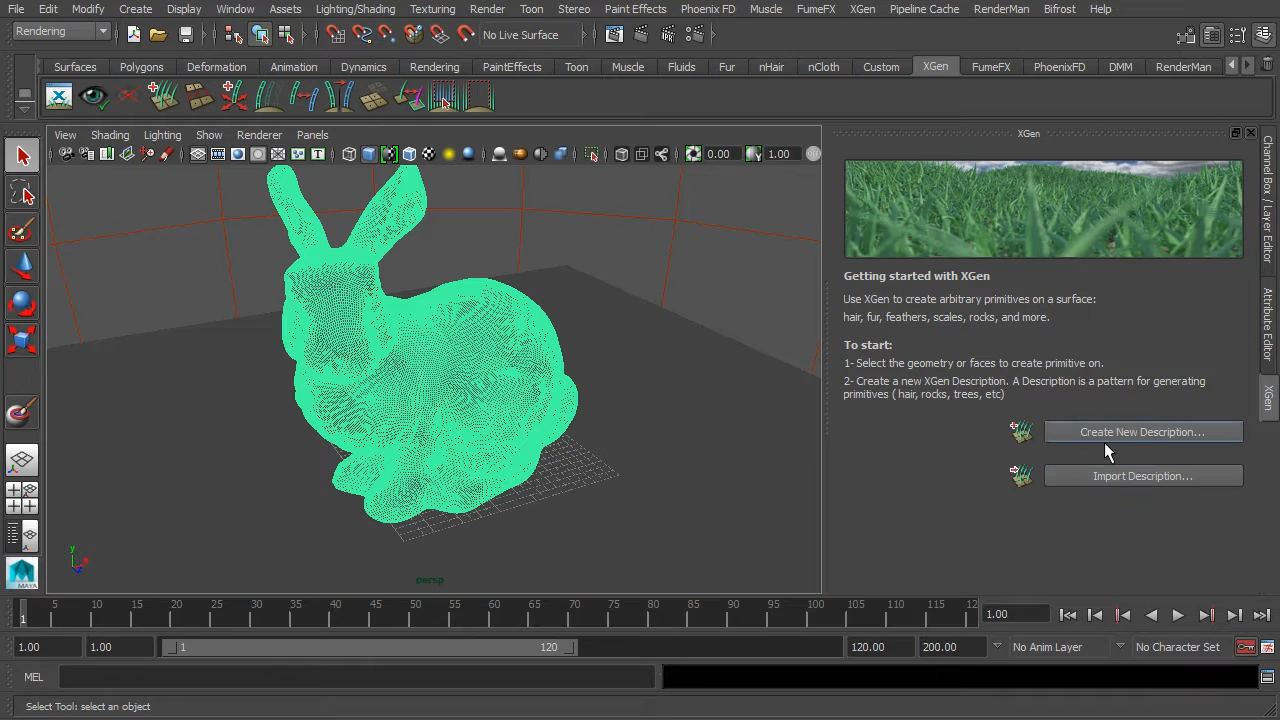 File Edit Modify Create Display Window Assets Lighting/Shading Texturing Render Toon Stereo Paint Effects Phoenix FD Muscle FumeFX XGen Pipeline Cache RenderMan Bifrost Help
Rendering No Live Surface
Surfaces Polygons Deformation Animation Dynamics Rendering PaintEffects Toon Muscle Fluids Fur nHair nCloth Custom XGen FumeFX PhoenixFD DMM RenderMan
View Shading Lighting Show Renderer Panels
0.00 1.00
XGen
Getting started with XGen
Use XGen to create arbitrary primitives on a surface:
hair, fur, feathers, scales, rocks, and more.
To start:
1- Select the geometry or faces to create primitive on.
2- Create a new XGen Description. A Description is a pattern for generating
primitives ( hair, rocks, trees, etc)
Create New Description...
Import Description...
Channel Box / Layer Editor
Attribute Editor
XGen
y
persp
MAYA
1 5 10 15 20 25 30 35 40 45 50 55 60 65 70 75 80 85 90 95 100 105 110 115 12
1.00
1.00 1.00 1 120 120.00 200.00 No Anim Layer No Character Set
MEL
Select Tool: select an object